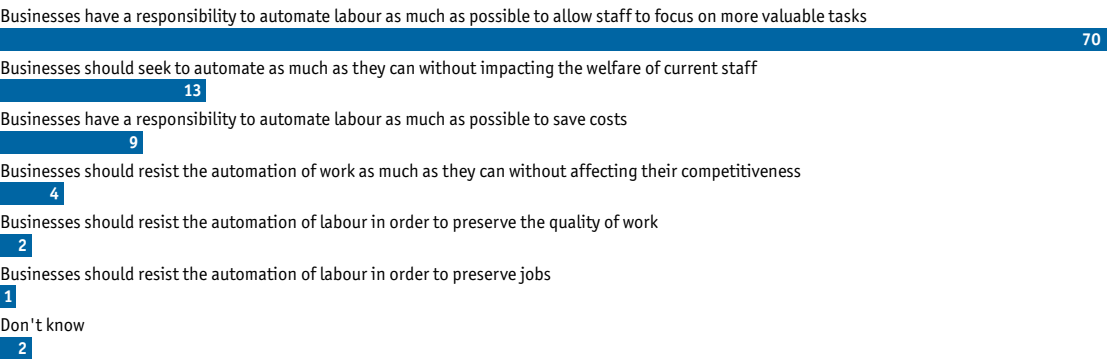 Businesses have a responsibility to automate labour as much as possible to allow staff to focus on more valuable tasks
70
Businesses should seek to automate as much as they can without impacting the welfare of current staff
13
Businesses have a responsibility to automate labour as much as possible to save costs
9
Businesses should resist the automation of work as much as they can without affecting their competitiveness
4
Businesses should resist the automation of labour in order to preserve the quality of work
2
Businesses should resist the automation of labour in order to preserve jobs
1
Don't know
2